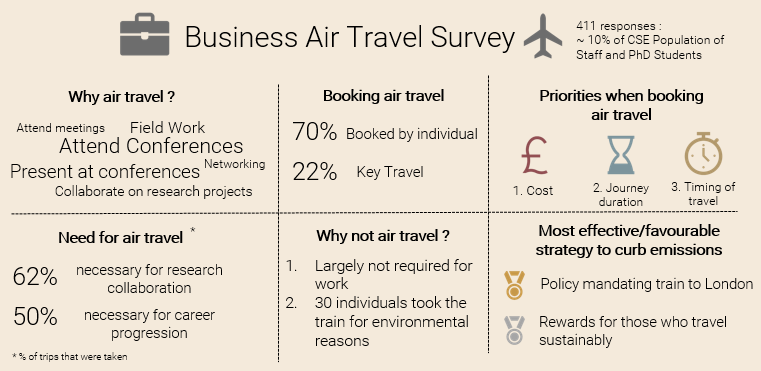 Business Air Travel Survey
411 responses :
~ 10% of CSE Population of
Staff and PhD Students
Why air travel ?
Attend meetings
Field Work
Attend Conferences
Present at conferences
Networking
Collaborate on research projects
Booking air travel
70% Booked by individual
22% Key Travel
Priorities when booking
air travel
£
1. Cost
2. Journey
duration
3. Timing of
travel
Need for air travel *
62% necessary for research
collaboration
50% necessary for career
progression
* % of trips that were taken
Why not air travel ?
1. Largely not required for
work
2. 30 individuals took the
train for environmental
reasons
Most effective/favourable
strategy to curb emissions
Policy mandating train to London
Rewards for those who travel
sustainably